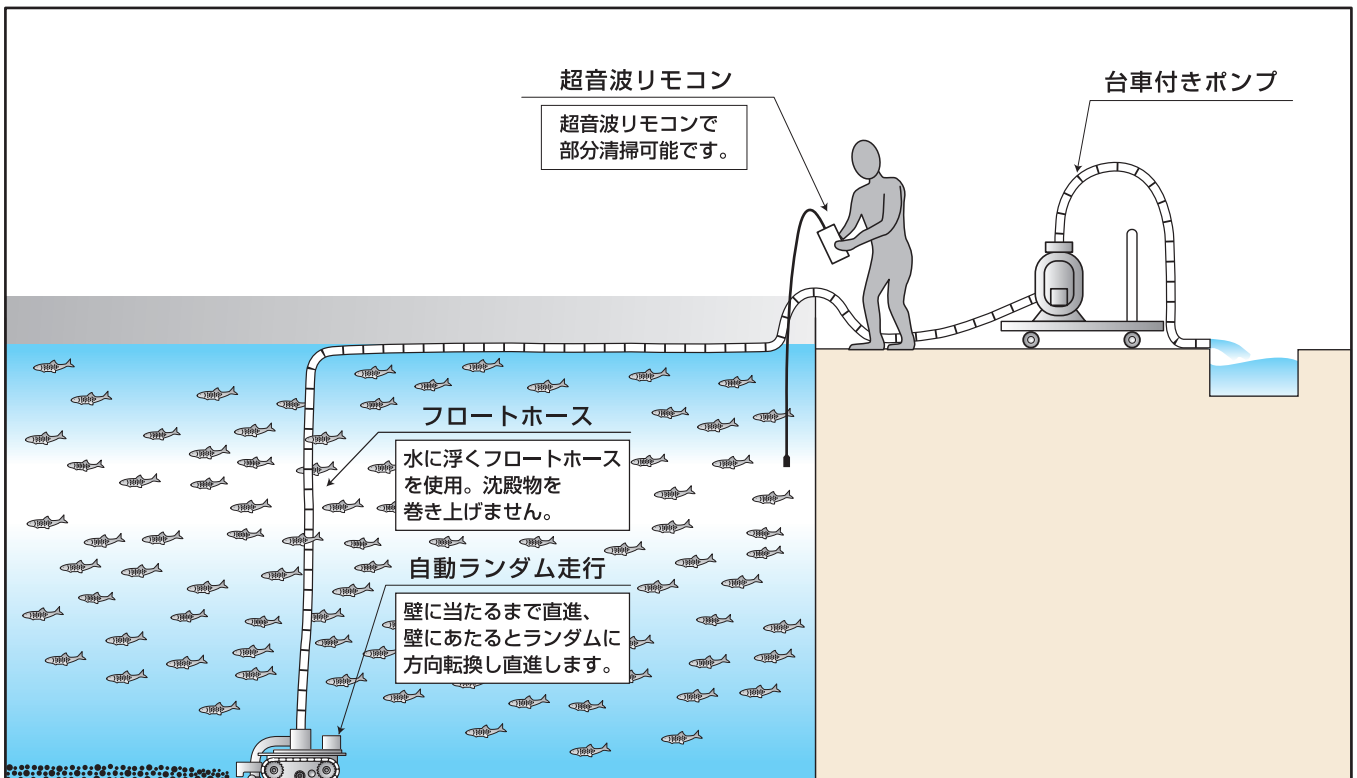 超音波リモコン
超音波リモコンで
部分清掃可能です。
台車付きポンプ
フロートホース
水に浮くフロートホース
を使用。沈殿物を
巻き上げません。
自動ランダム走行
壁に当たるまで直進、
壁にあたるとランダムに
方向転換し直進します。